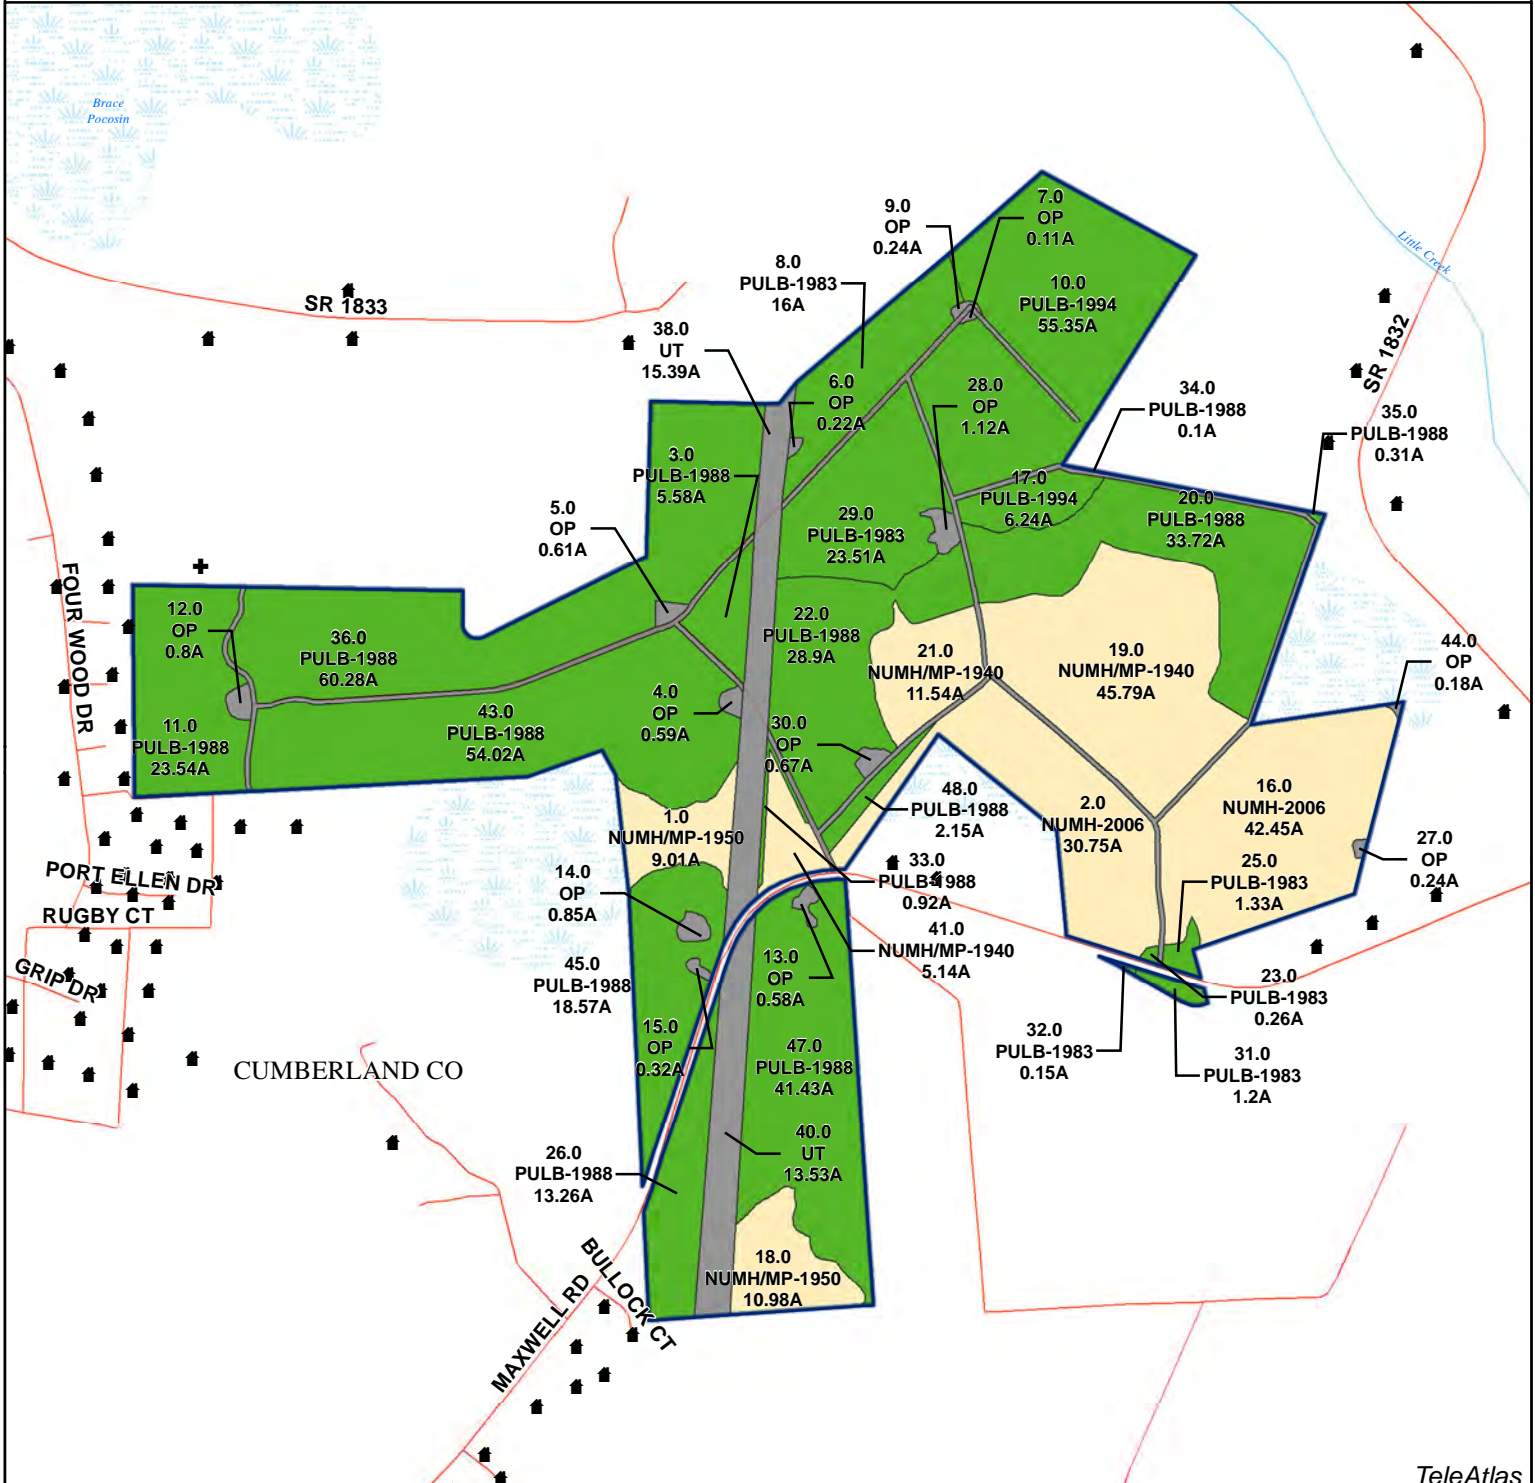 Brace
Pocosin
SR 1833
Little Creek
SR 1832
7.0
OP
0.11A
9.0
OP
0.24A
8.0
PULB-1983
16A
10.0
PULB-1994
55.35A
38.0
UT
15.39A
6.0
OP
0.22A
28.0
OP
1.12A
34.0
PULB-1988
0.1A
35.0
PULB-1988
0.31A
3.0
PULB-1988
5.58A
17.0
PULB-1994
6.24A
20.0
PULB-1988
33.72A
5.0
OP
0.61A
29.0
PULB-1983
23.51A
FOUR WOOD DR
12.0
OP
0.8A
36.0
PULB-1988
60.28A
22.0
PULB-1988
28.9A
21.0
NUMH/MP-1940
11.54A
19.0
NUMH/MP-1940
45.79A
44.0
OP
0.18A
4.0
OP
0.59A
11.0
PULB-1988
23.54A
43.0
PULB-1988
54.02A
30.0
OP
0.67A
48.0
PULB-1988
2.15A
2.0
NUMH-2006
30.75A
16.0
NUMH-2006
42.45A
1.0
NUMH/MP-1950
9.01A
27.0
OP
0.24A
33.0
PULB-1988
0.92A
25.0
PULB-1983
1.33A
PORT ELLEN DR
RUGBY CT
GRIP DR
14.0
OP
0.85A
41.0
NUMH/MP-1940
5.14A
45.0
PULB-1988
18.57A
13.0
OP
0.58A
23.0
PULB-1983
0.26A
15.0
OP
0.32A
47.0
PULB-1988
41.43A
32.0
PULB-1983
0.15A
31.0
PULB-1983
1.2A
CUMBERLAND CO
40.0
UT
13.53A
26.0
PULB-1988
13.26A
18.0
NUMH/MP-1950
10.98A
BULLOCK CT
MAXWELL RD
TeleAtlas